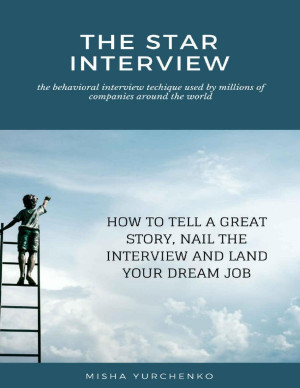 THE STAR
INTERVIEW
the behavioral interview techique used by millions of
companies around the world
HOW TO TELL A GREAT
STORY, NAIL THE
INTERVIEW AND LAND
YOUR DREAM JOB
MISHA YURCHENKO